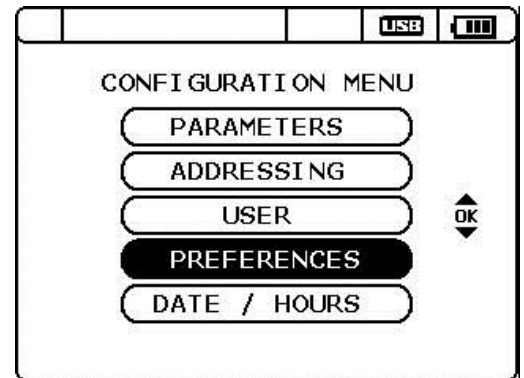 USB
CONFIGURATION MENU
PARAMETERS
ADDRESSING
USER
OK
PREFERENCES
DATE / HOURS